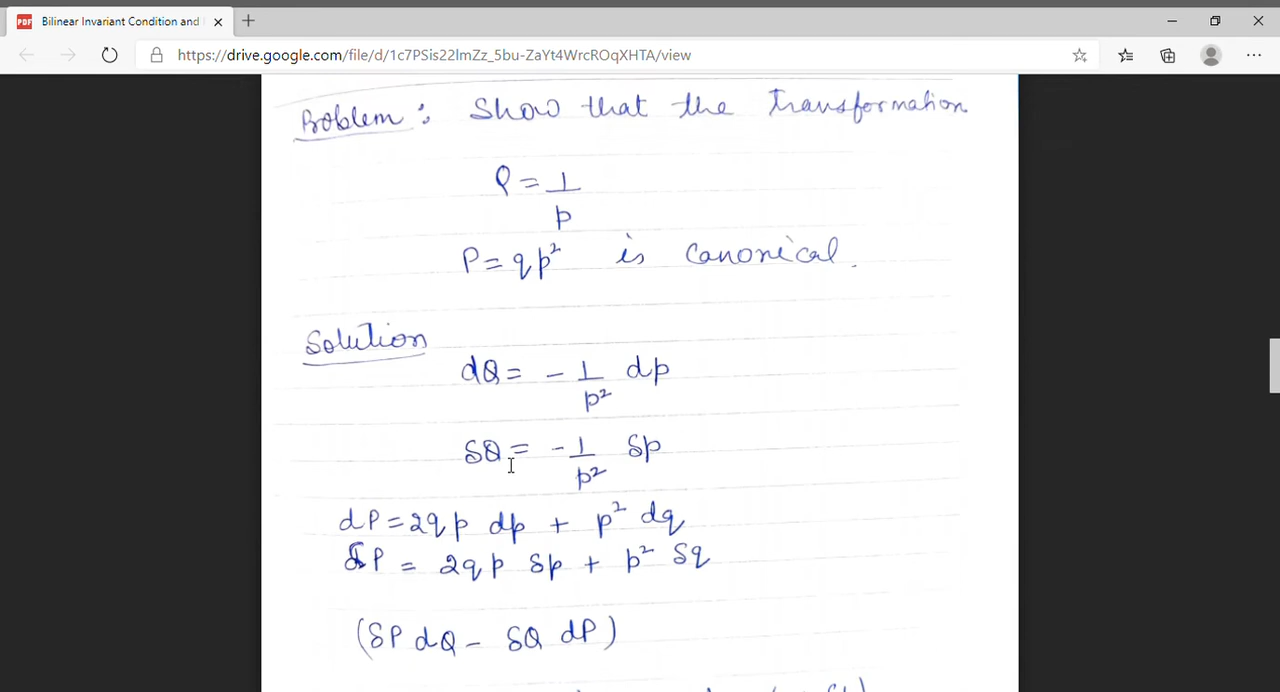 Bilinear Invariant Condition and
https://drive.google.com/file/d/1c7PSis22lmZz_5bu-ZaYt4WrcROqXHTA/view
Problem : Show that the transformation
Q = 1/p
P = qp² is canonical.
Solution
dQ = - 1/p² dp
δQ = - 1/p² δp
dP = 2qp dp + p² dq
δP = 2qp δp + p² δq
(δP dQ - δQ dP)